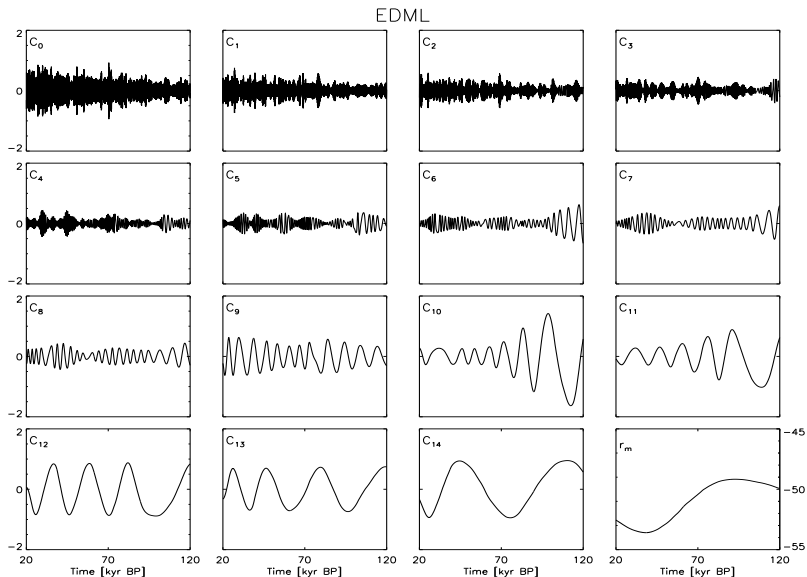 EDML
2 C0 C1 C2 C3
0
-2
2 C4 C5 C6 C7
0
-2
2 C8 C9 C10 C11
0
-2
2 C12 C13 C14 rm -45
0 -50
-2 -55
20 70 120 20 70 120 20 70 120 20 70 120
Time [kyr BP] Time [kyr BP] Time [kyr BP] Time [kyr BP]